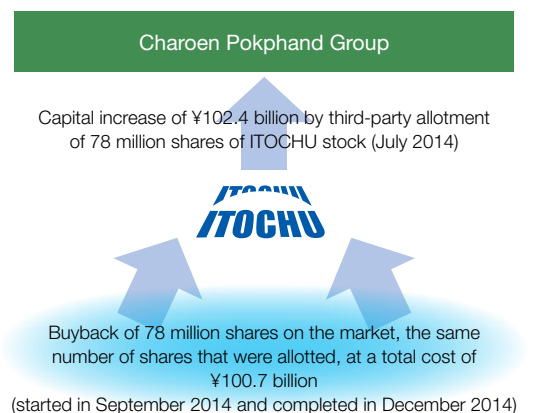 Charoen Pokphand Group
Capital increase of ¥102.4 billion by third-party allotment
of 78 million shares of ITOCHU stock (July 2014)
ITOCHU
ITOCHU
Buyback of 78 million shares on the market, the same
number of shares that were allotted, at a total cost of
¥100.7 billion
(started in September 2014 and completed in December 2014)